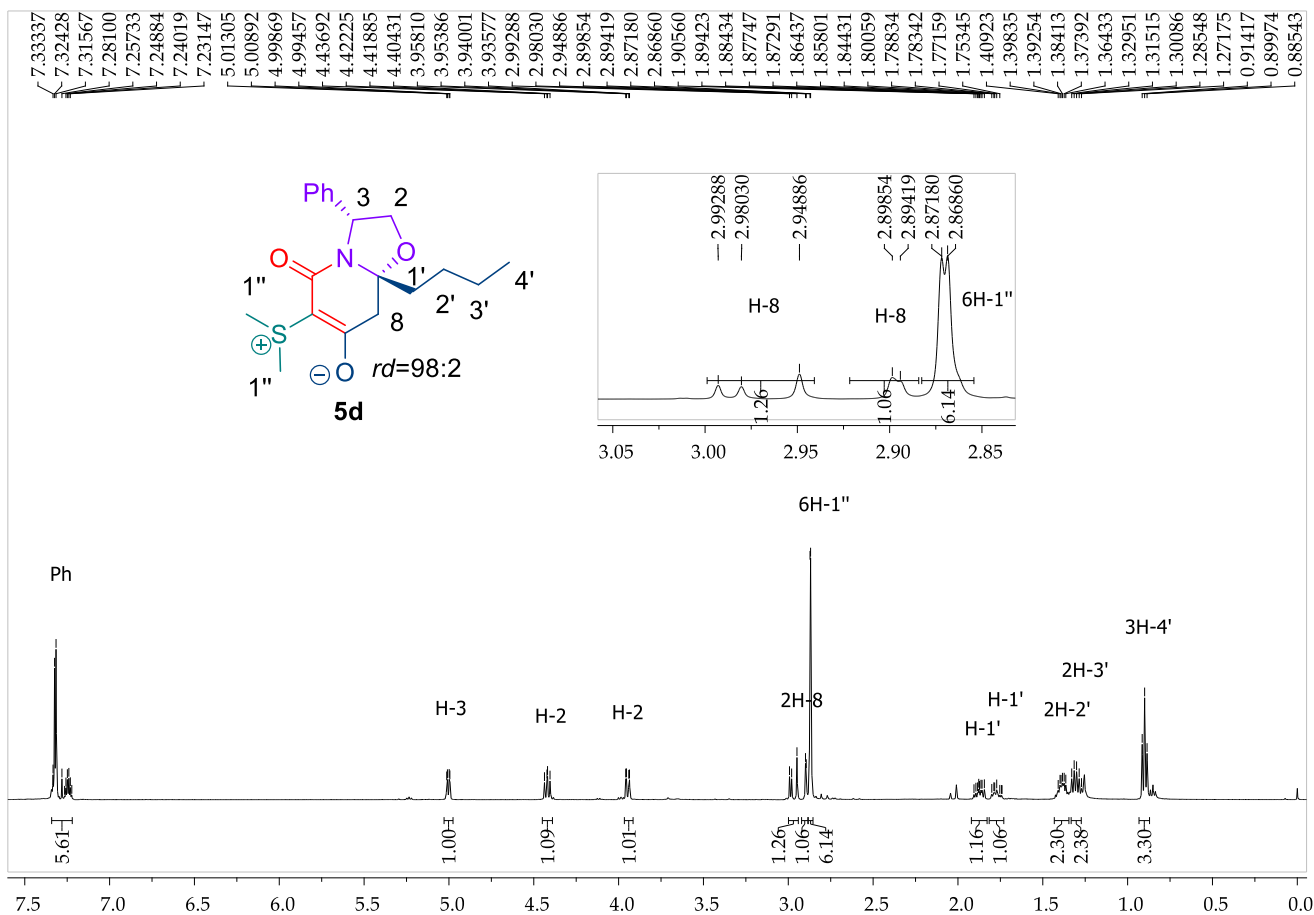 7.33337 7.32428 7.31567 7.28100 7.25733 7.24884 7.24019 7.23147 5.01305 5.00892 4.99869 4.99457 4.43692 4.42225 4.41885 4.40431 3.95810 3.95386 3.94001 3.93577 2.99288 2.98030 2.94886 2.89854 2.89419 2.87180 2.86860 1.90560 1.89423 1.88434 1.87747 1.87291 1.86437 1.85801 1.84431 1.80059 1.78834 1.78342 1.77159 1.75345 1.40923 1.39835 1.39254 1.38413 1.37392 1.36433 1.32951 1.31515 1.30086 1.28548 1.27175 0.91417 0.89974 0.88543
2.99288 2.98030 2.94886 2.89854 2.89419 2.87180 2.86860
Ph 3 2
O N O
1'' 1' 4'
2' 3'
S 8
⊕
1'' ⊖ O rd=98:2
5d
H-8 H-8 6H-1''
1.26 1.06 6.14
3.05 3.00 2.95 2.90 2.85
6H-1''
Ph
3H-4'
2H-3'
H-3 H-2 H-2 2H-8 H-1' H-1' 2H-2'
5.61 1.00 1.09 1.01 1.26 1.06 6.14 1.16 1.06 2.30 2.38 3.30
7.5 7.0 6.5 6.0 5.5 5.0 4.5 4.0 3.5 3.0 2.5 2.0 1.5 1.0 0.5 0.0